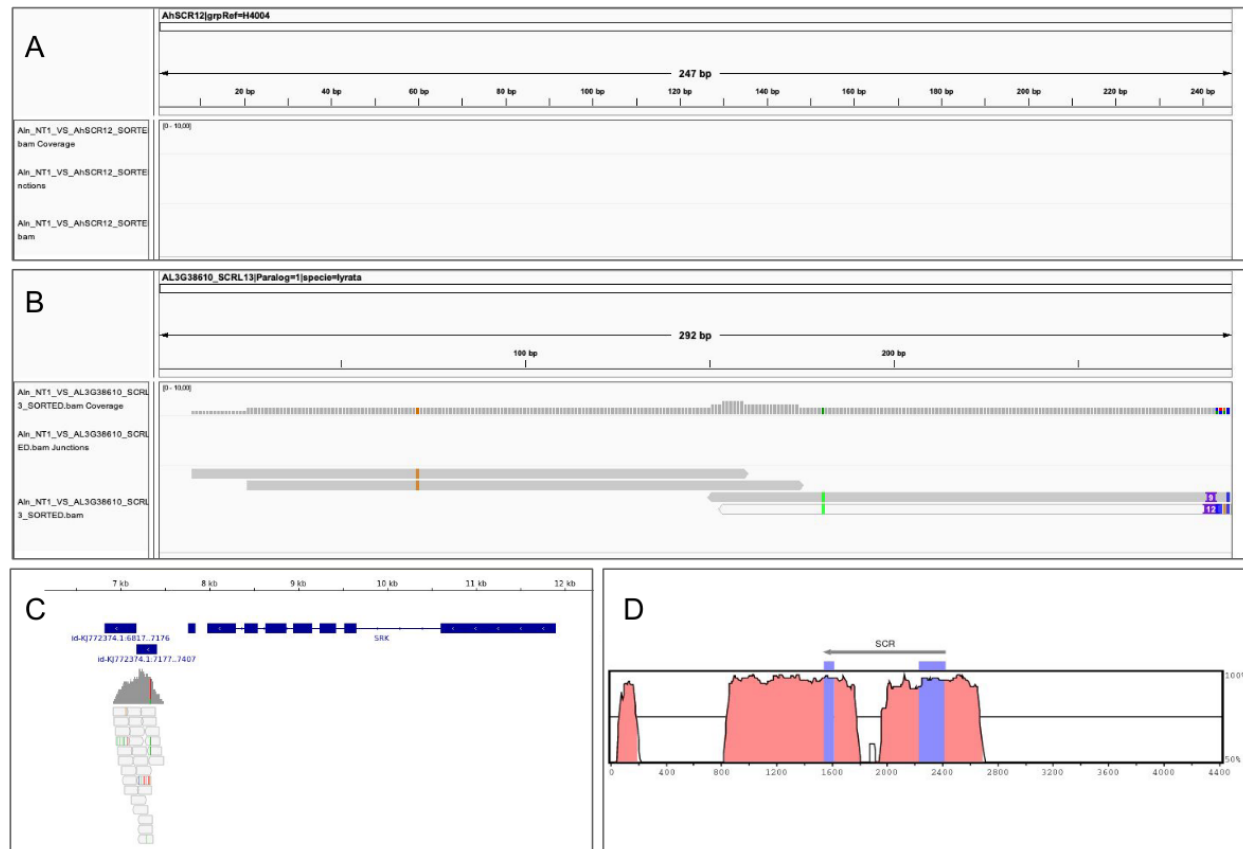 A
AhSCR12|grpRef=H4004
247 bp
20 bp 40 bp 60 bp 80 bp 100 bp 120 bp 140 bp 160 bp 180 bp 200 bp 220 bp 240 bp
Aln_NT1_VS_AhSCR12_SORTE
bam Coverage
[0 - 10,00]
Aln_NT1_VS_AhSCR12_SORTE
nctions
Aln_NT1_VS_AhSCR12_SORTE
bam
B
AL3G38610_SCRL13|Paralog=1|specie=lyrata
292 bp
100 bp 200 bp
Aln_NT1_VS_AL3G38610_SCRL
3_SORTED.bam Coverage
[0 - 10,00]
Aln_NT1_VS_AL3G38610_SCRL
ED.bam Junctions
Aln_NT1_VS_AL3G38610_SCRL
3_SORTED.bam
9
12
C
7 kb 8 kb 9 kb 10 kb 11 kb 12 kb
id-KJ772374.1:6817..7176
SRK
id-KJ772374.1:7177..7407
D
SCR
100%
50%
0 400 800 1200 1600 2000 2400 2800 3200 3600 4000 4400